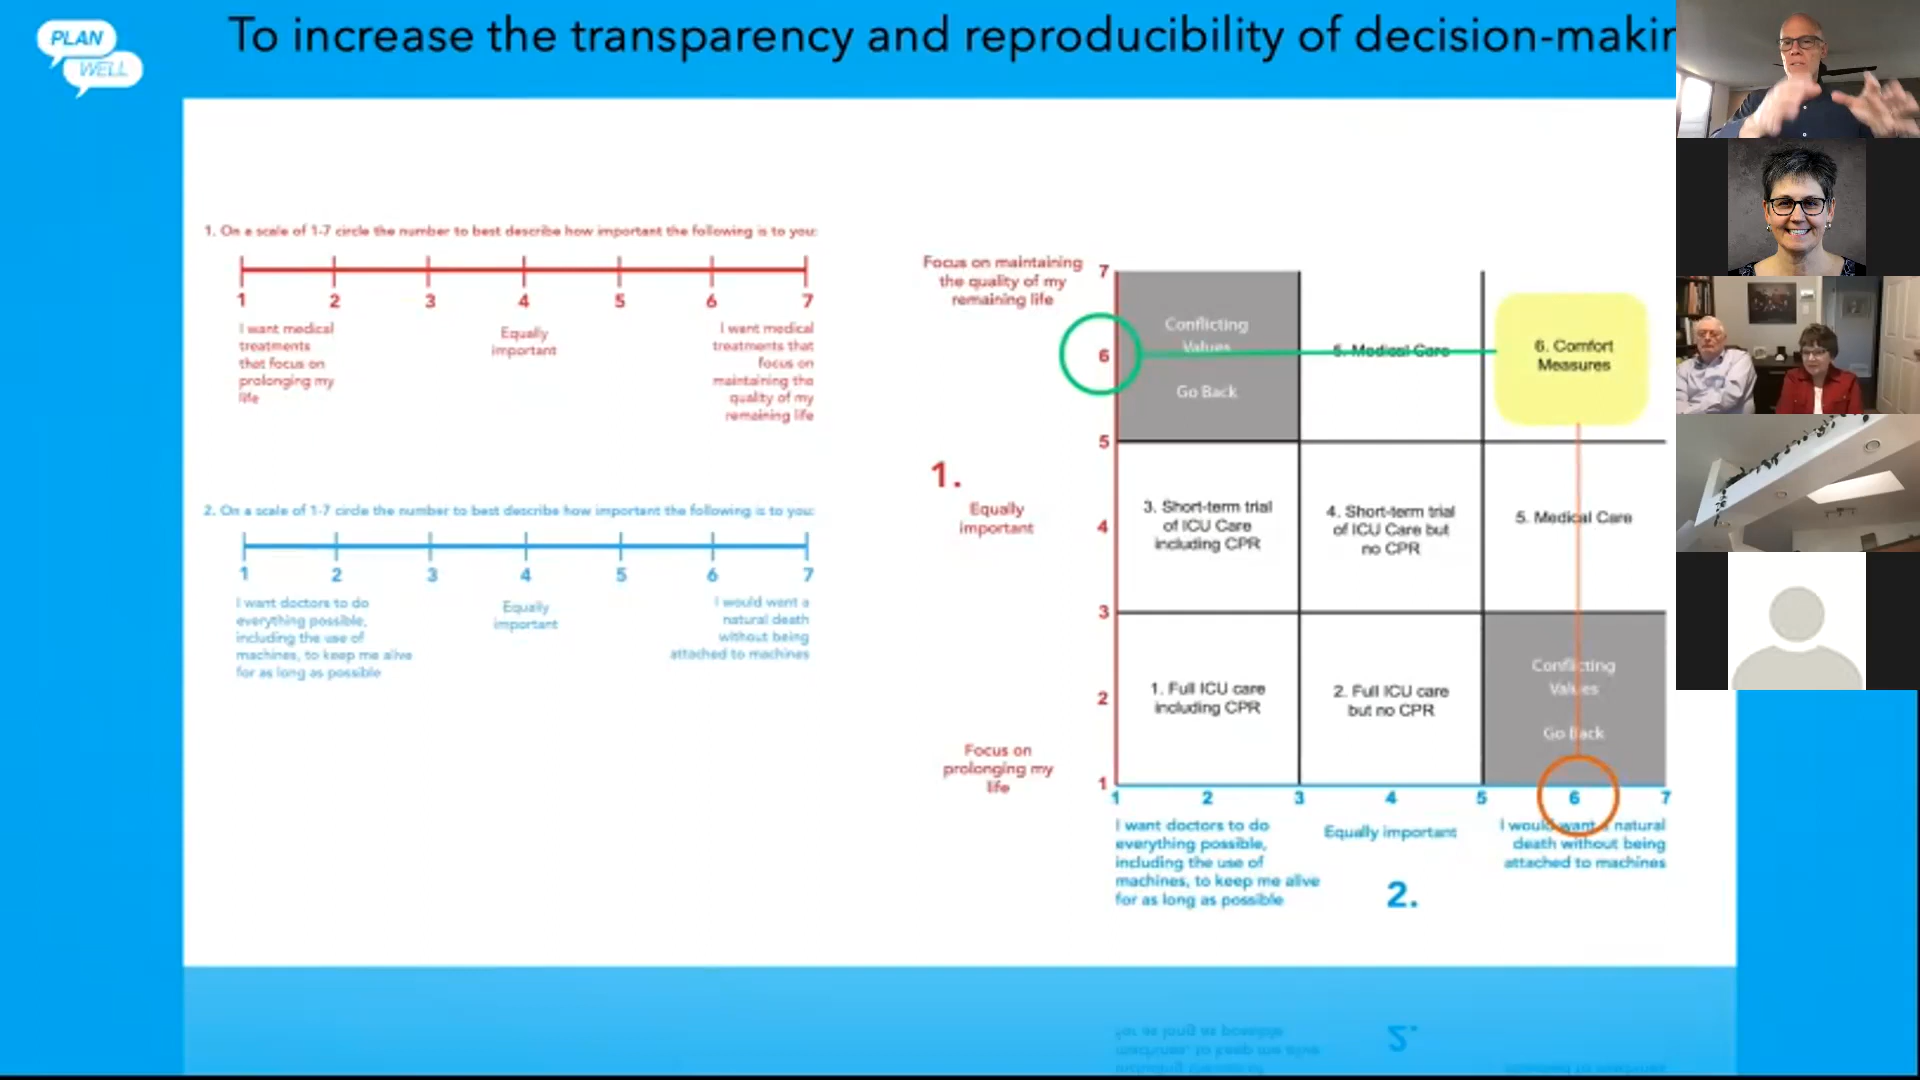 PLAN
WELL
To increase the transparency and reproducibility of decision-makin
1. On a scale of 1-7 circle the number to best describe how important the following is to you:
1 2 3 4 5 6 7
I want medical
treatments
that focus on
prolonging my
life
Equally
important
I want medical
treatments that
focus on
maintaining the
quality of my
remaining life
2. On a scale of 1-7 circle the number to best describe how important the following is to you:
1 2 3 4 5 6 7
I want doctors to do
everything possible,
including the use of
machines, to keep me alive
for as long as possible
Equally
important
I would want a
natural death
without being
attached to machines
Focus on maintaining
the quality of my
remaining life
1.
Equally
important
Focus on
prolonging my
life
7
6
5
4
3
2
1
Conflicting
Values
Go Back
5. Medical Care
6. Comfort
Measures
3. Short-term trial
of ICU Care
including CPR
4. Short-term trial
of ICU Care but
no CPR
5. Medical Care
1. Full ICU care
including CPR
2. Full ICU care
but no CPR
Conflicting
Values
Go Back
1 2 3 4 5 6 7
I want doctors to do
everything possible,
including the use of
machines, to keep me alive
for as long as possible
Equally important
I would want a natural
death without being
attached to machines
2.